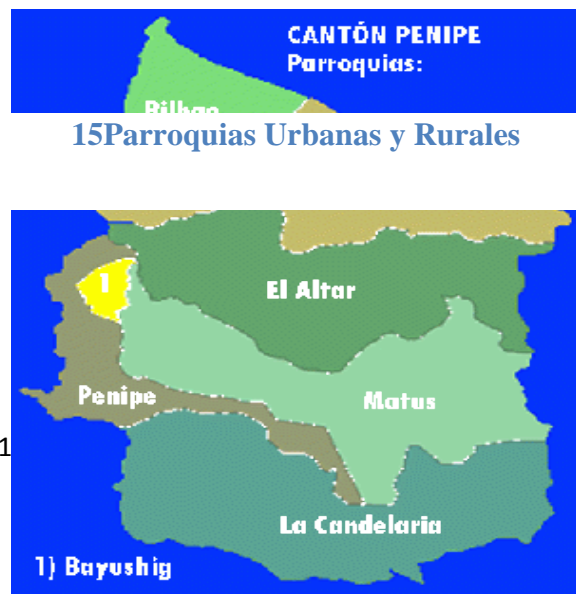 CANTÓN PENIPE
Parroquias:
15Parroquias Urbanas y Rurales
1
El Altar
Penipe
Matus
1
La Candelaria
1) Bayushig